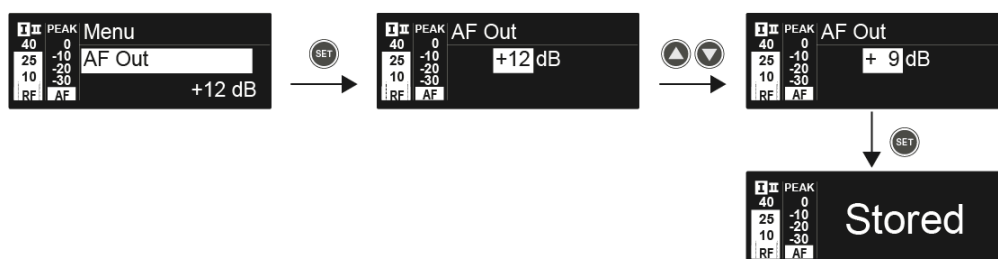 I II PEAK Menu
40 0
25 -10
-20
10 -30
RF AF
AF Out
+12 dB
SET
I II PEAK AF Out
40 0
25 -10
-20
10 -30
RF AF
+12 dB
I II PEAK AF Out
40 0
25 -10
-20
10 -30
RF AF
+ 9 dB
SET
I II PEAK
40 0
25 -10
-20
10 -30
RF AF
Stored